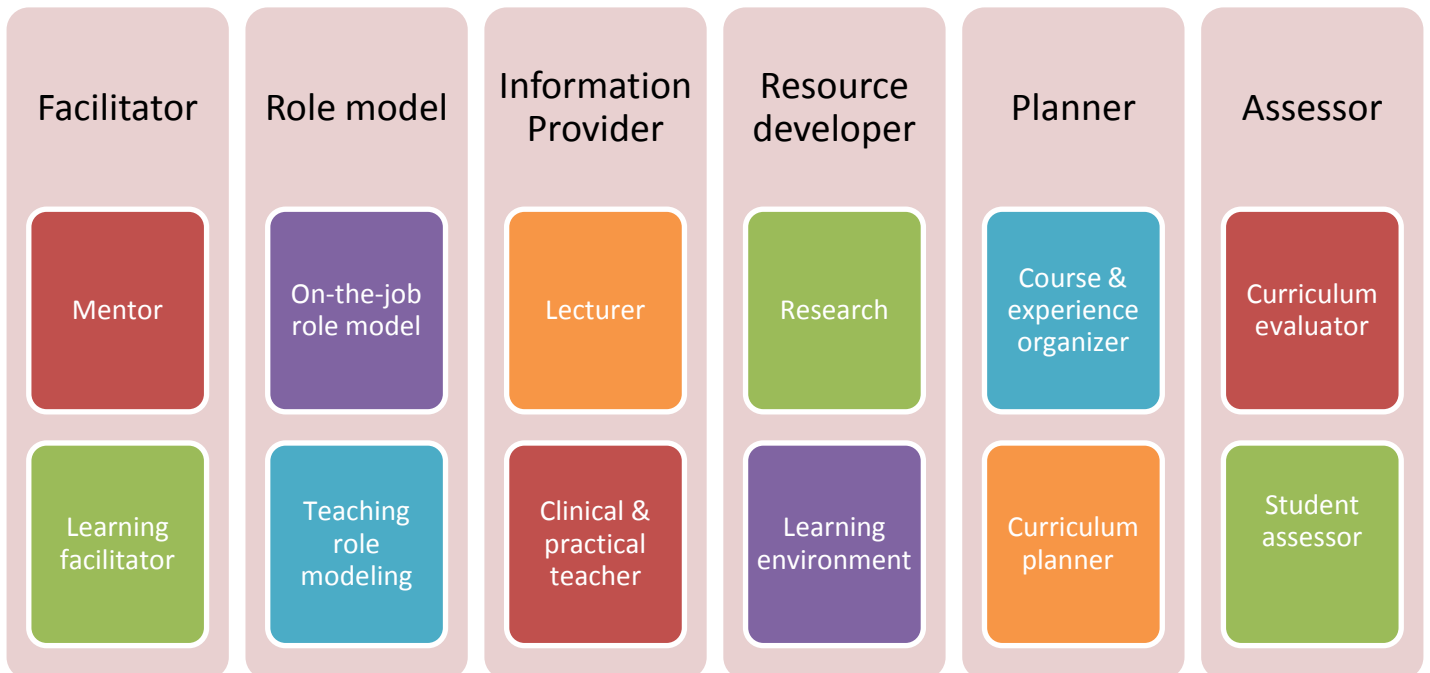 Facilitator
Role model
Information
Provider
Resource
developer
Planner
Assessor
Mentor
On-the-job
role model
Lecturer
Research
Course &
experience
organizer
Curriculum
evaluator
Learning
facilitator
Teaching
role
modeling
Clinical &
practical
teacher
Learning
environment
Curriculum
planner
Student
assessor